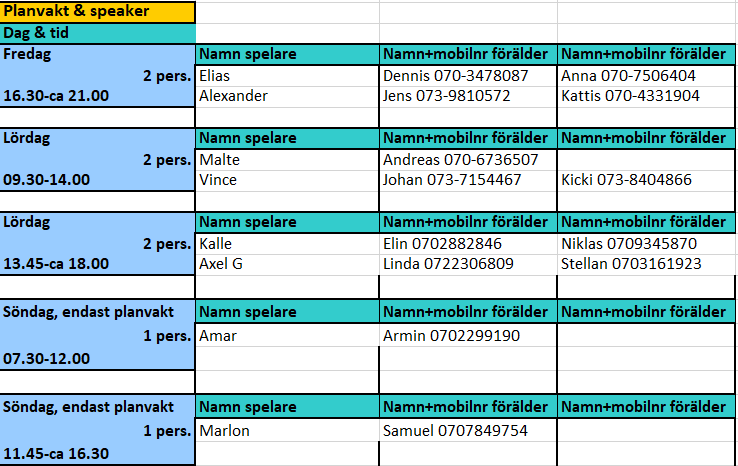 Planvakt & speaker
Dag & tid
Fredag Namn spelare Namn+mobilnr förälder Namn+mobilnr förälder
2 pers. Elias Dennis 070-3478087 Anna 070-7506404
16.30-ca 21.00 Alexander Jens 073-9810572 Kattis 070-4331904
Lördag Namn spelare Namn+mobilnr förälder Namn+mobilnr förälder
2 pers. Malte Andreas 070-6736507
09.30-14.00 Vince Johan 073-7154467 Kicki 073-8404866
Lördag Namn spelare Namn+mobilnr förälder Namn+mobilnr förälder
2 pers. Kalle Elin 0702882846 Niklas 0709345870
13.45-ca 18.00 Axel G Linda 0722306809 Stellan 0703161923
Söndag, endast planvakt Namn spelare Namn+mobilnr förälder Namn+mobilnr förälder
1 pers. Amar Armin 0702299190
07.30-12.00
Söndag, endast planvakt Namn spelare Namn+mobilnr förälder Namn+mobilnr förälder
1 pers. Marlon Samuel 0707849754
11.45-ca 16.30